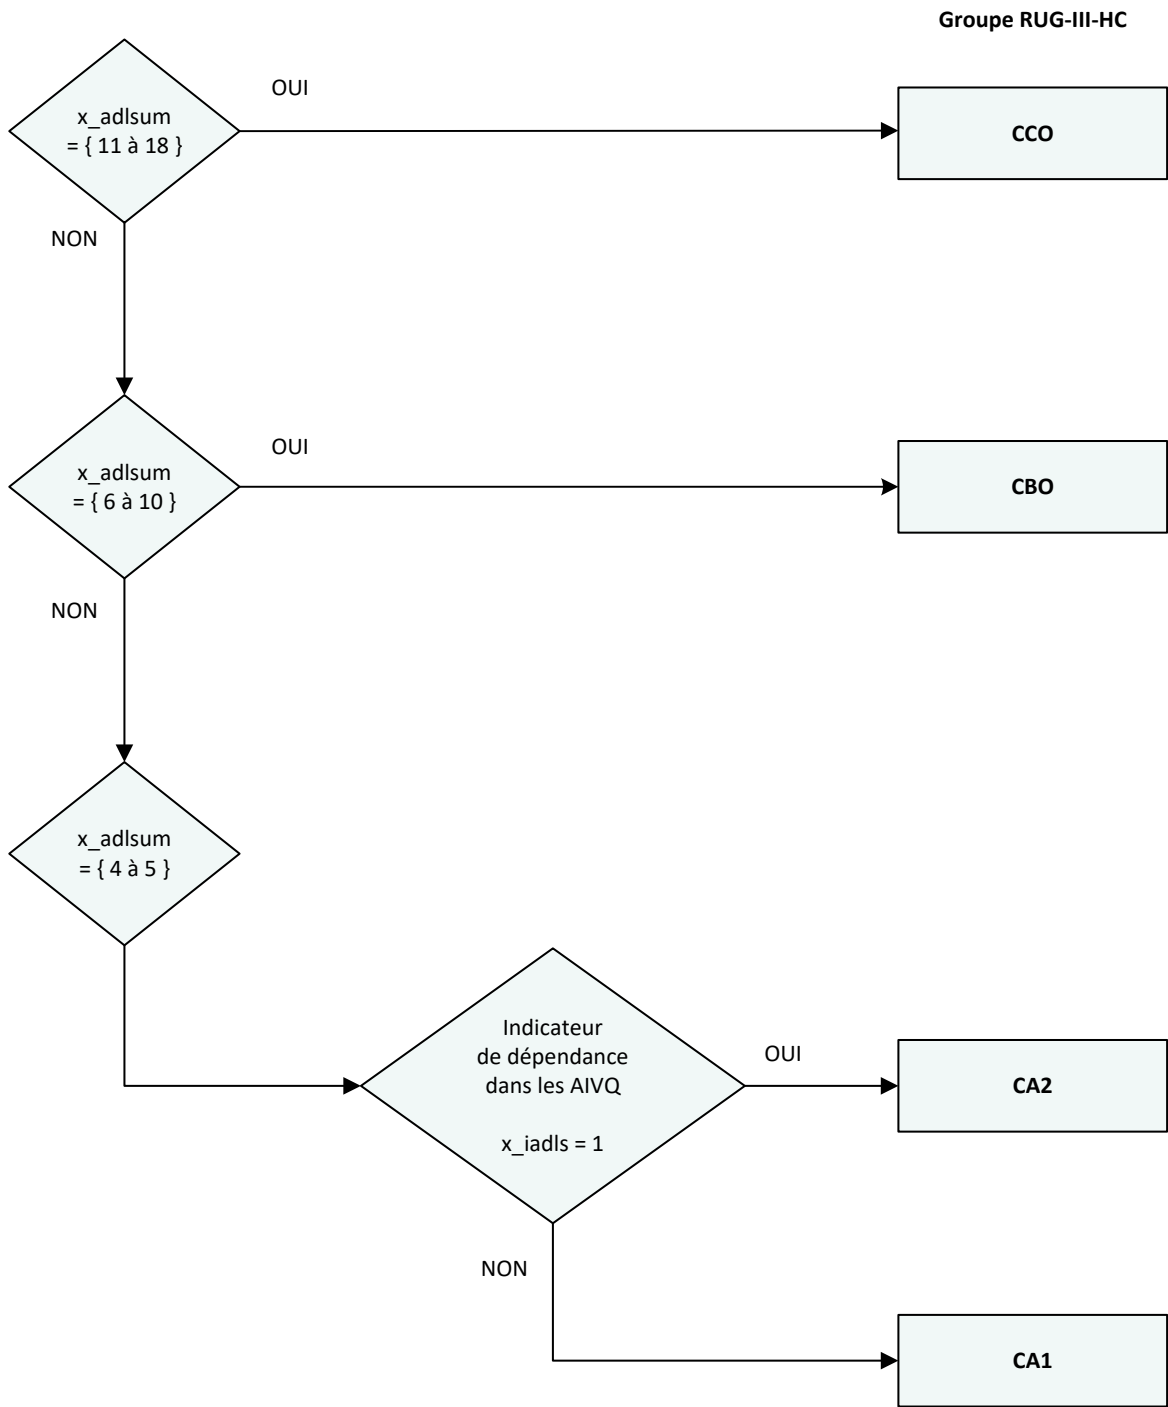 Groupe RUG-III-HC
x_adlsum
= { 11 à 18 }
OUI
CCO
NON
x_adlsum
= { 6 à 10 }
OUI
CBO
NON
x_adlsum
= { 4 à 5 }
Indicateur
de dépendance
dans les AIVQ
x_iadls = 1
OUI
CA2
NON
CA1